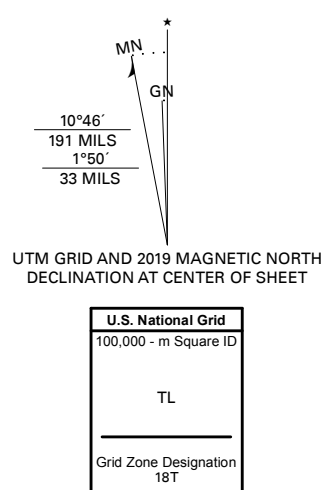 ★
MN
GN
10°46´
191 MILS
1°50´
33 MILS
UTM GRID AND 2019 MAGNETIC NORTH
DECLINATION AT CENTER OF SHEET
U.S. National Grid
100,000 - m Square ID
TL
Grid Zone Designation
18T